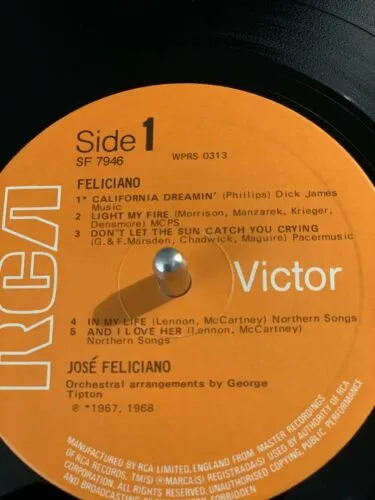 Side 1
SF 7946
WPRS 0313
FELICIANO
1* CALIFORNIA DREAMIN' (Phillips) Dick James
Music
2 LIGHT MY FIRE (Morrison, Manzarek, Krieger,
Densmore) MCPS
3 DON'T LET THE SUN CATCH YOU CRYING
(G.& F. Marsden, Chadwick, Maguire) Pacermusic
RCA
Victor
4 IN MY LIFE (Lennon, McCartney) Northern Songs
5 AND I LOVE HER (Lennon, McCartney)
Northern Songs
JOSÉ FELICIANO
Orchestral arrangements by George
Tipton
℗ *1967, 1968
MANUFACTURED BY RCA LIMITED, ENGLAND, FROM MASTER RECORDINGS
OF RCA RECORDS. TM(S) ® MARCA(S) REGISTRADA(S) USED BY AUTHORITY OF RCA
CORPORATION. ALL RIGHTS RESERVED. UNAUTHORISED COPYING, PUBLIC PERFORMANCE
AND BROADCASTING FORBIDDEN